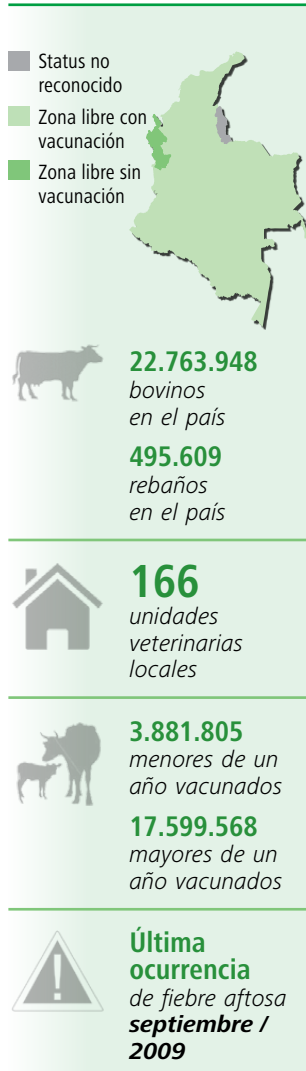 Status no
reconocido
Zona libre con
vacunación
Zona libre sin
vacunación
22.763.948
bovinos
en el país
495.609
rebaños
en el país
166
unidades
veterinarias
locales
3.881.805
menores de un
año vacunados
17.599.568
mayores de un
año vacunados
Última
ocurrencia
de fiebre aftosa
septiembre /
2009